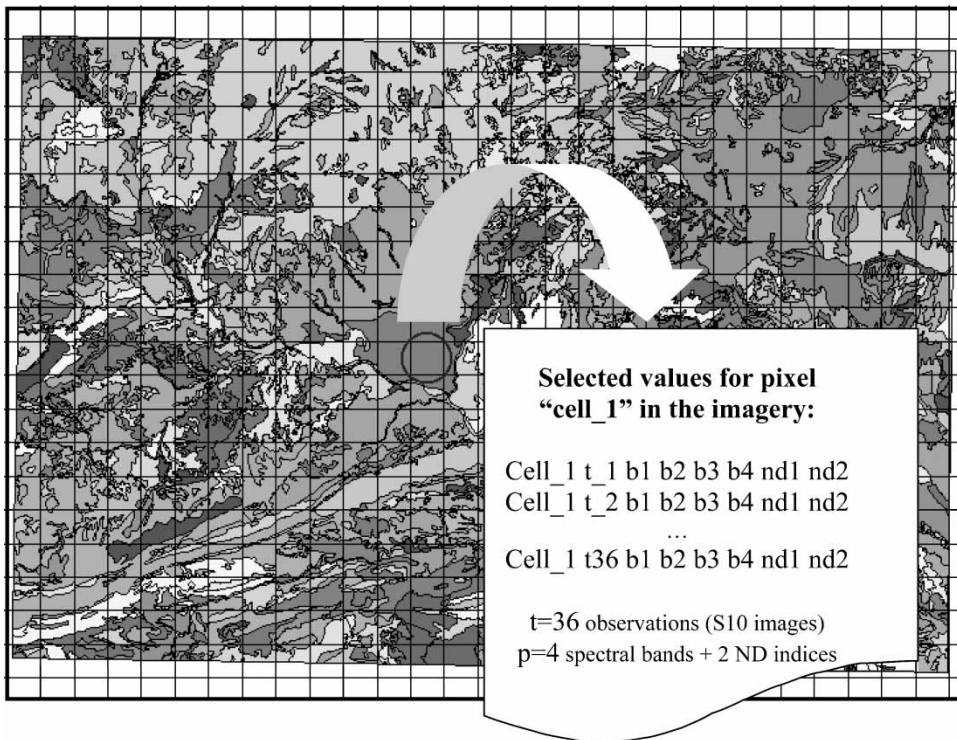 Selected values for pixel
“cell_1” in the imagery:
Cell_1 t_1 b1 b2 b3 b4 nd1 nd2
Cell_1 t_2 b1 b2 b3 b4 nd1 nd2
…
Cell_1 t36 b1 b2 b3 b4 nd1 nd2
t=36 observations (S10 images)
p=4 spectral bands + 2 ND indices